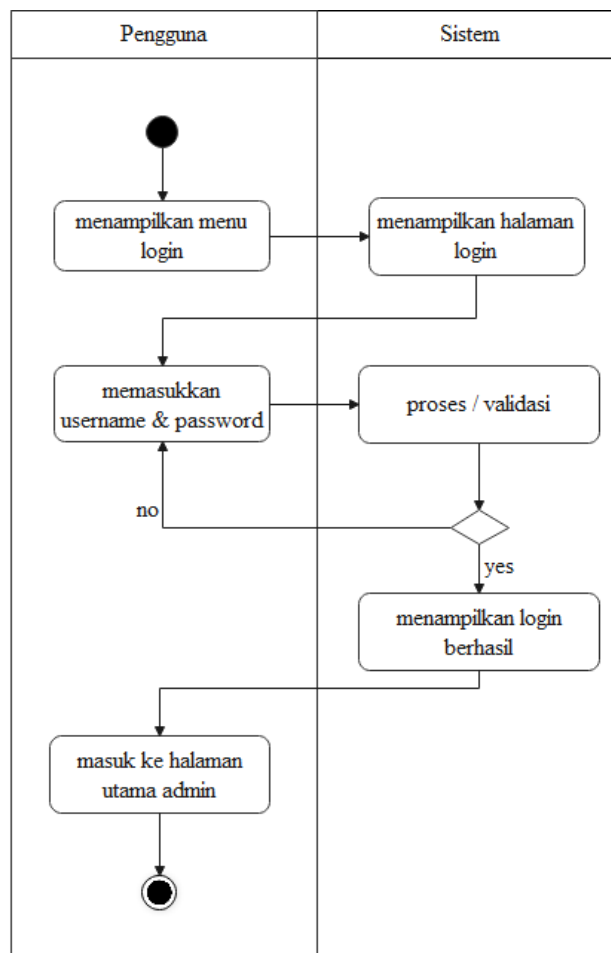 Pengguna
Sistem
menampilkan menu
login
menampilkan halaman
login
memasukkan
username & password
proses / validasi
no
yes
menampilkan login
berhasil
masuk ke halaman
utama admin